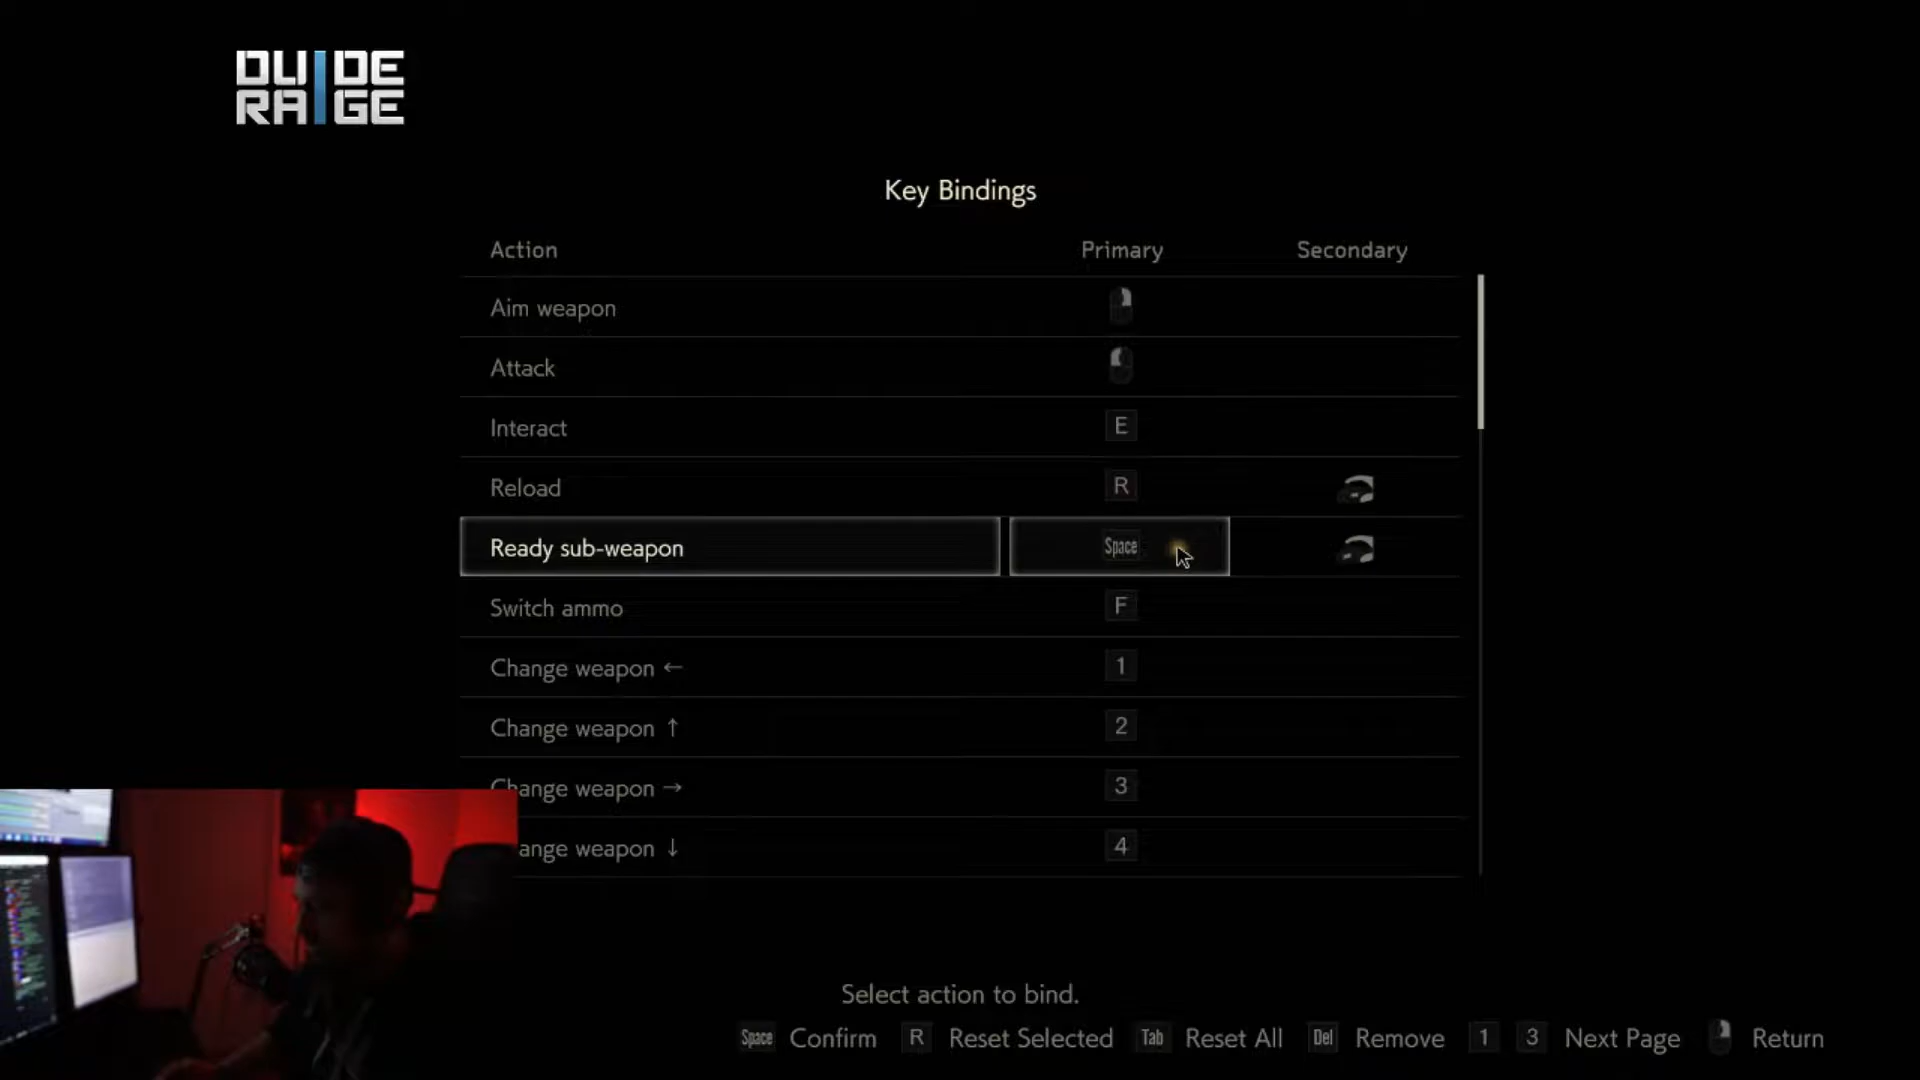 DUIDE
RAIGE
Key Bindings
Action Primary Secondary
Aim weapon
Attack
Interact E
Reload R
Ready sub-weapon Space
Switch ammo F
Change weapon ← 1
Change weapon ↑ 2
Change weapon → 3
ange weapon ↓ 4
Select action to bind.
Space Confirm R Reset Selected Tab Reset All Del Remove 1 3 Next Page Return